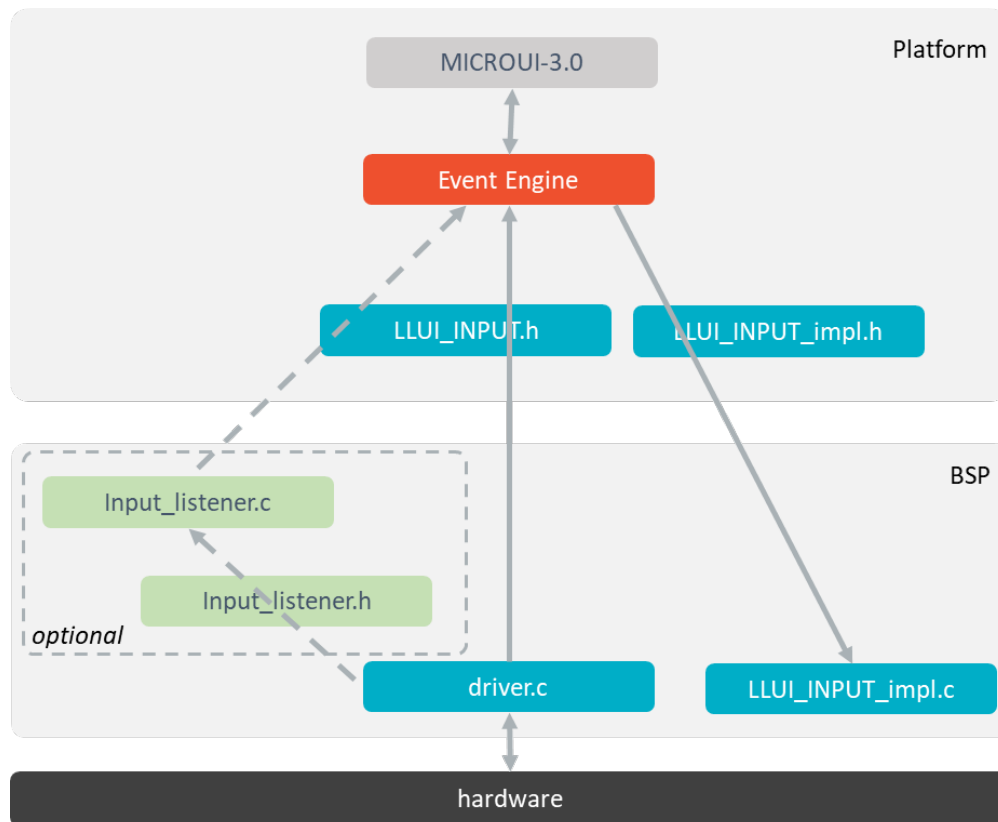 Platform
MICROUI-3.0
Event Engine
LLUI_INPUT.h
LLUI_INPUT_impl.h
BSP
Input_listener.c
Input_listener.h
optional
driver.c
LLUI_INPUT_impl.c
hardware